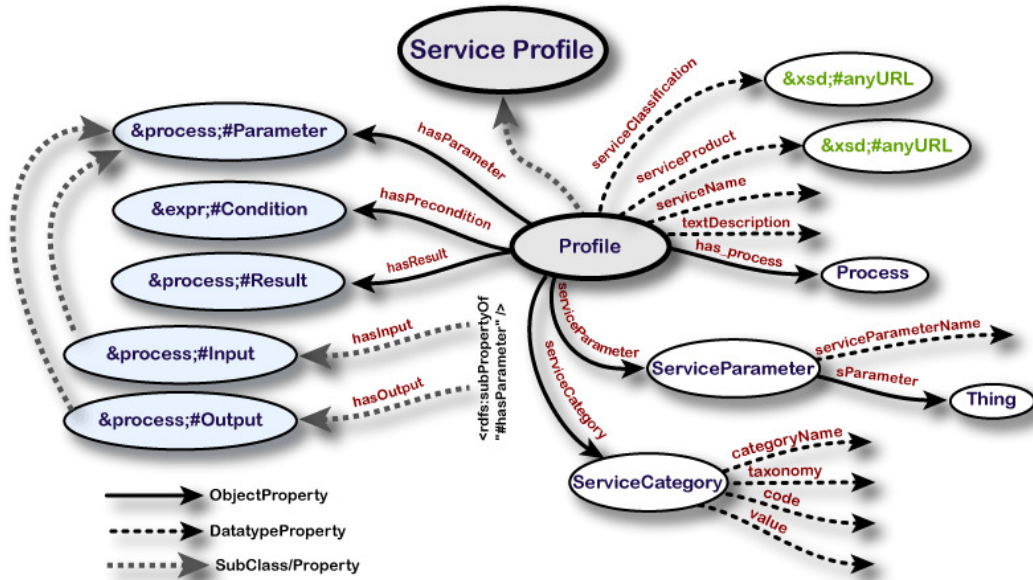 Service Profile
&xsd;#anyURL
serviceClassification
&process;#Parameter
hasParameter
serviceProduct
&xsd;#anyURL
serviceName
&expr;#Condition
hasPrecondition
textDescription
Profile
has_process
Process
&process;#Result
hasResult
hasInput
&process;#Input
<rdfs:subPropertyOf
"#hasParameter" />
serviceParameter
serviceParameterName
ServiceParameter
sParameter
Thing
hasOutput
&process;#Output
serviceCategory
ServiceCategory
categoryName
taxonomy
code
value
ObjectProperty
DatatypeProperty
SubClass/Property